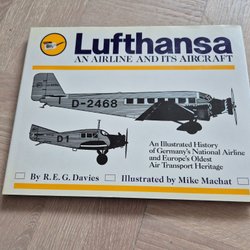 Lufthansa
AN AIRLINE AND ITS AIRCRAFT
D-2468
D1
An Illustrated History
of Germany's National Airline
and Europe's Oldest
Air Transport Heritage
By R.E.G. Davies
Illustrated by Mike Machat